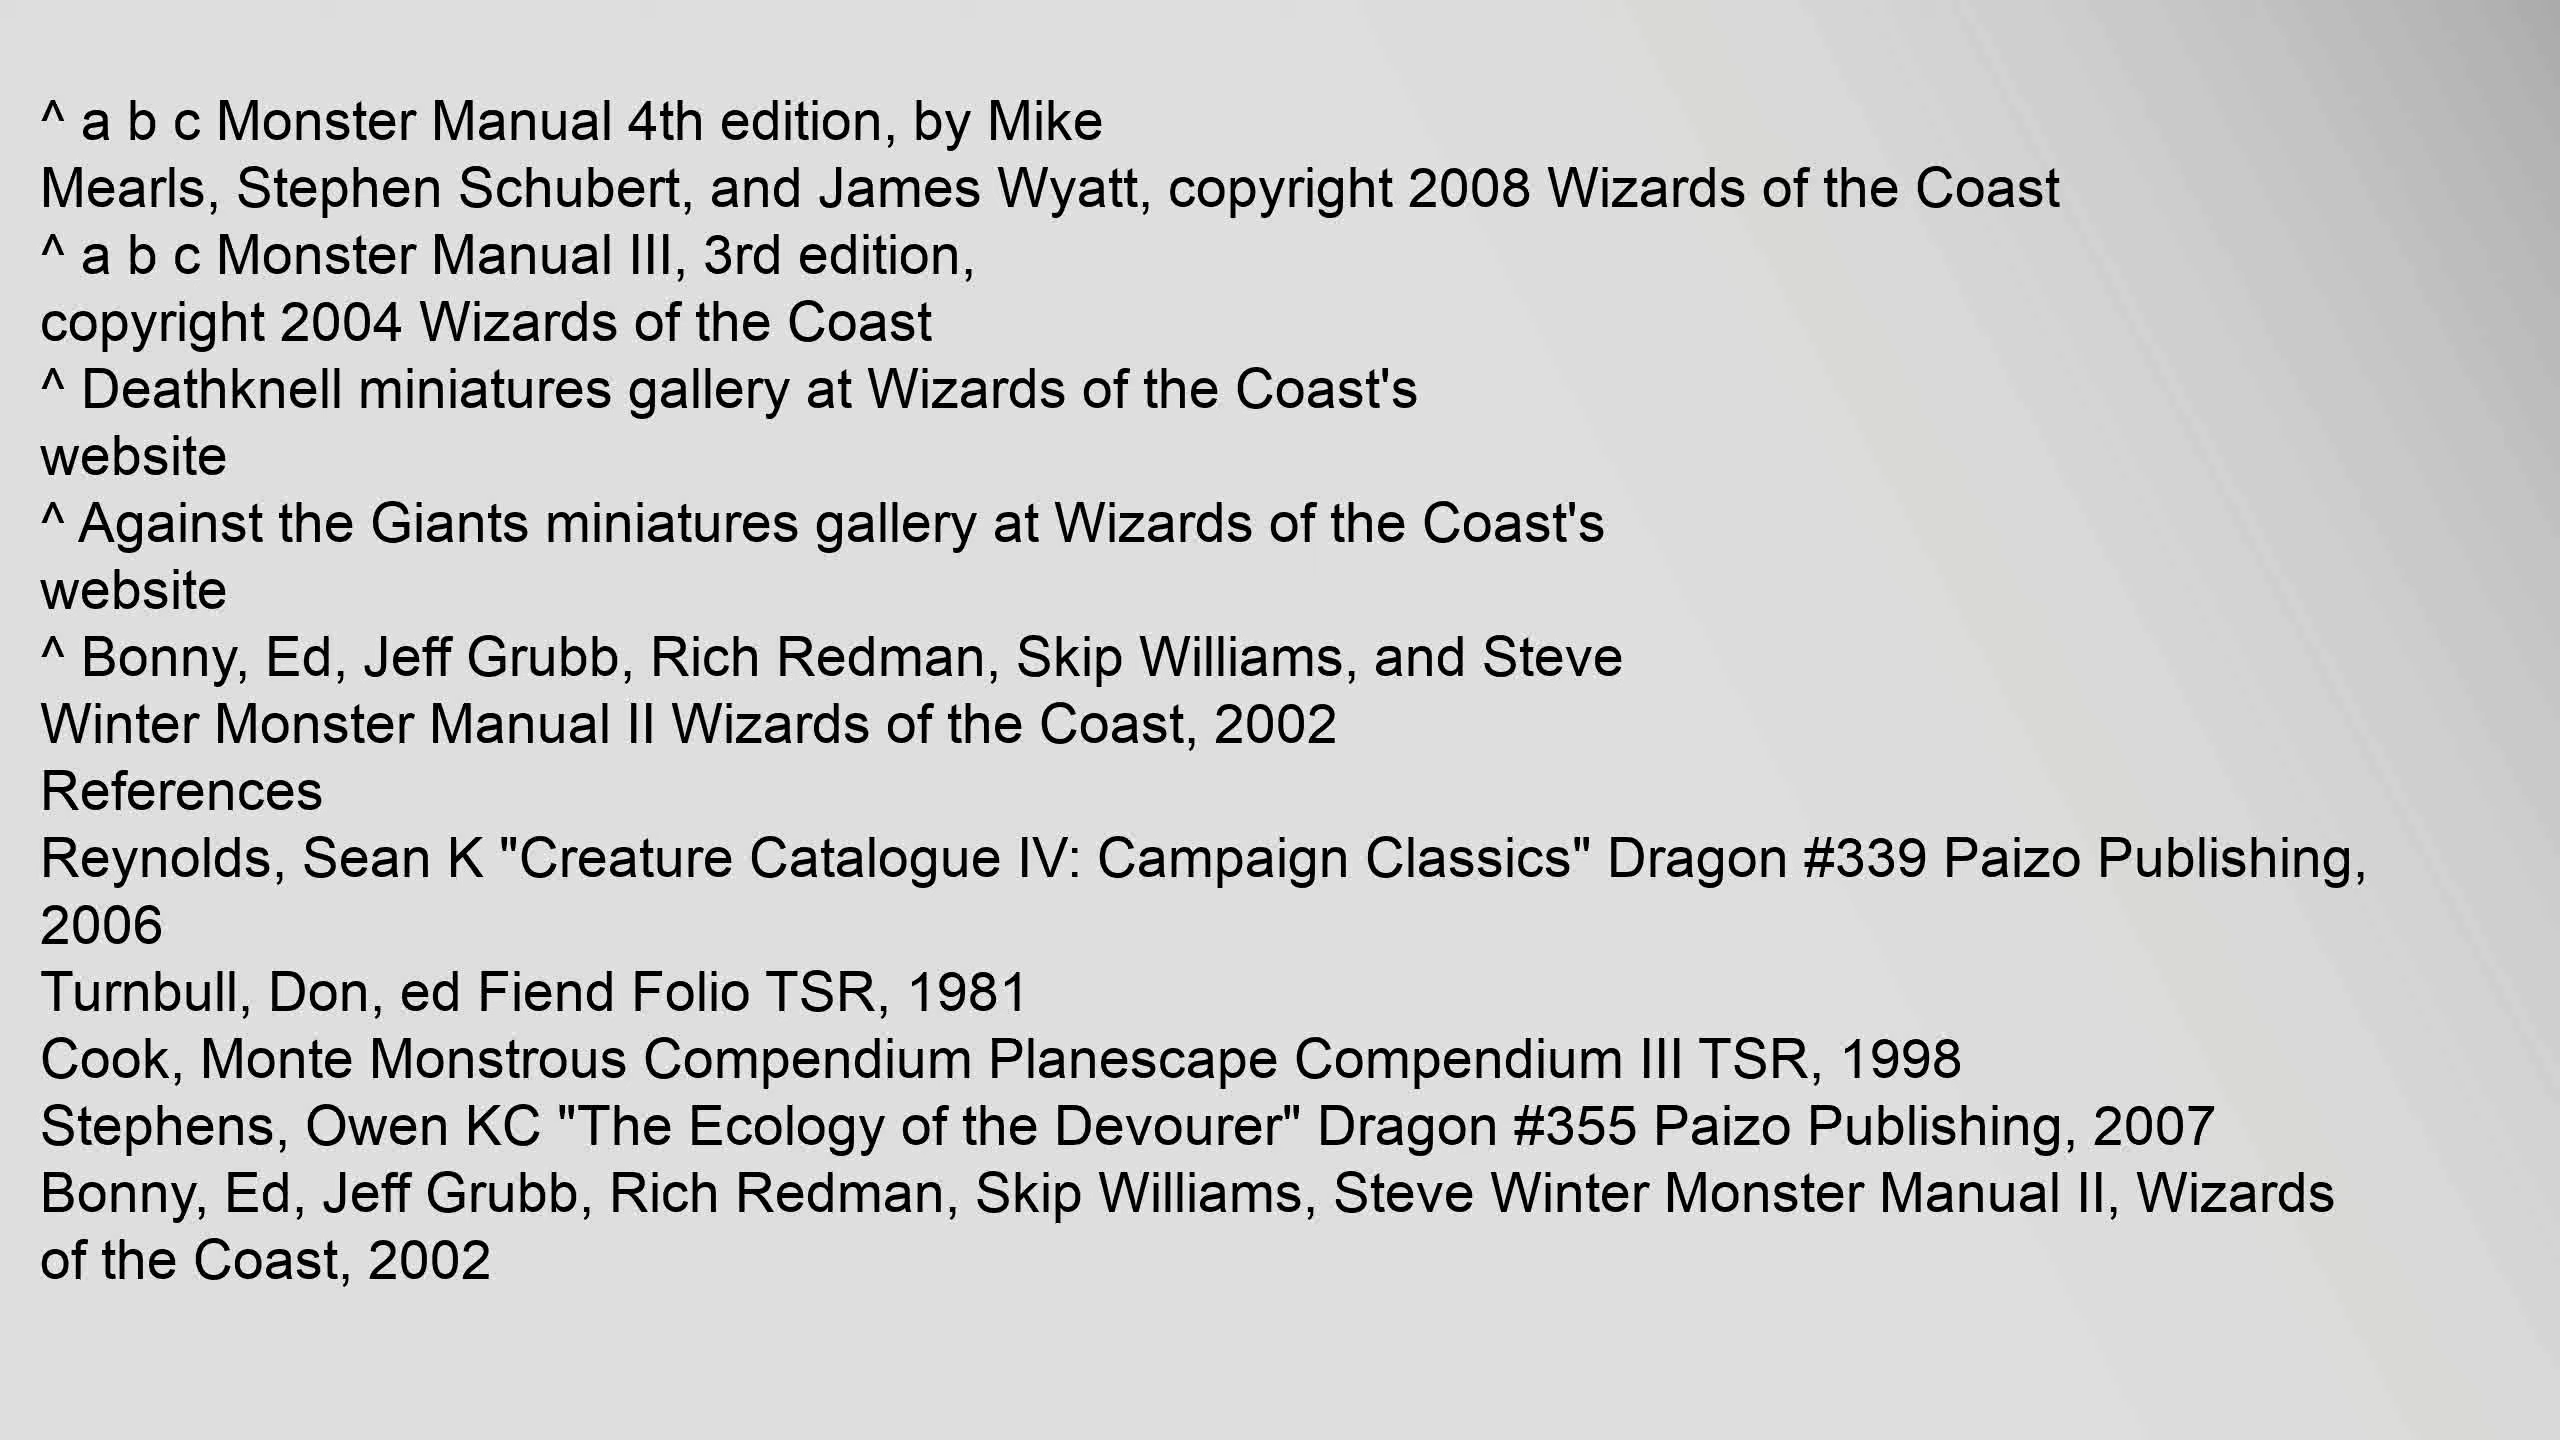 ^ a b c Monster Manual 4th edition, by Mike
Mearls, Stephen Schubert, and James Wyatt, copyright 2008 Wizards of the Coast
^ a b c Monster Manual III, 3rd edition,
copyright 2004 Wizards of the Coast
^ Deathknell miniatures gallery at Wizards of the Coast's
website
^ Against the Giants miniatures gallery at Wizards of the Coast's
website
^ Bonny, Ed, Jeff Grubb, Rich Redman, Skip Williams, and Steve
Winter Monster Manual II Wizards of the Coast, 2002
References
Reynolds, Sean K "Creature Catalogue IV: Campaign Classics" Dragon #339 Paizo Publishing,
2006
Turnbull, Don, ed Fiend Folio TSR, 1981
Cook, Monte Monstrous Compendium Planescape Compendium III TSR, 1998
Stephens, Owen KC "The Ecology of the Devourer" Dragon #355 Paizo Publishing, 2007
Bonny, Ed, Jeff Grubb, Rich Redman, Skip Williams, Steve Winter Monster Manual II, Wizards
of the Coast, 2002